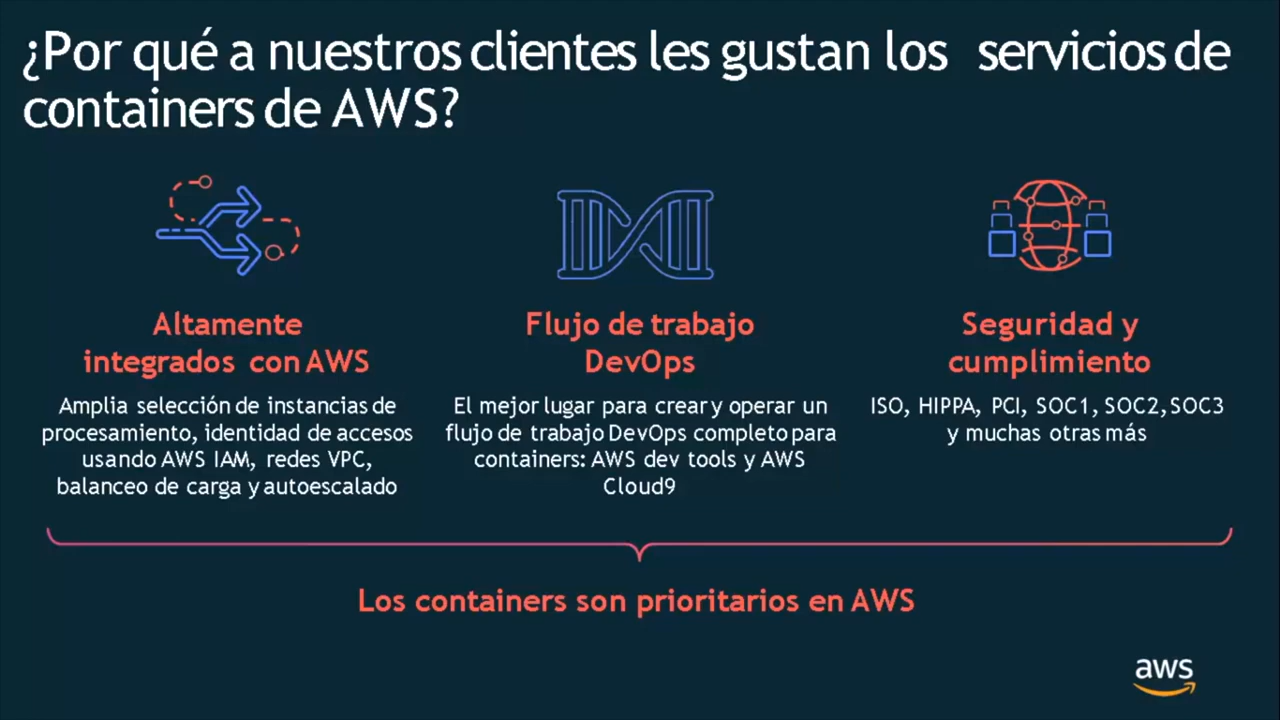 ¿Por qué a nuestros clientes les gustan los servicios de
containers de AWS?
Altamente
integrados con AWS
Amplia selección de instancias de
procesamiento, identidad de accesos
usando AWS IAM, redes VPC,
balanceo de carga y autoescalado
Flujo de trabajo
DevOps
El mejor lugar para crear y operar un
flujo de trabajo DevOps completo para
containers: AWS dev tools y AWS
Cloud9
Seguridad y
cumplimiento
ISO, HIPPA, PCI, SOC1, SOC2, SOC3
y muchas otras más
Los containers son prioritarios en AWS
aws